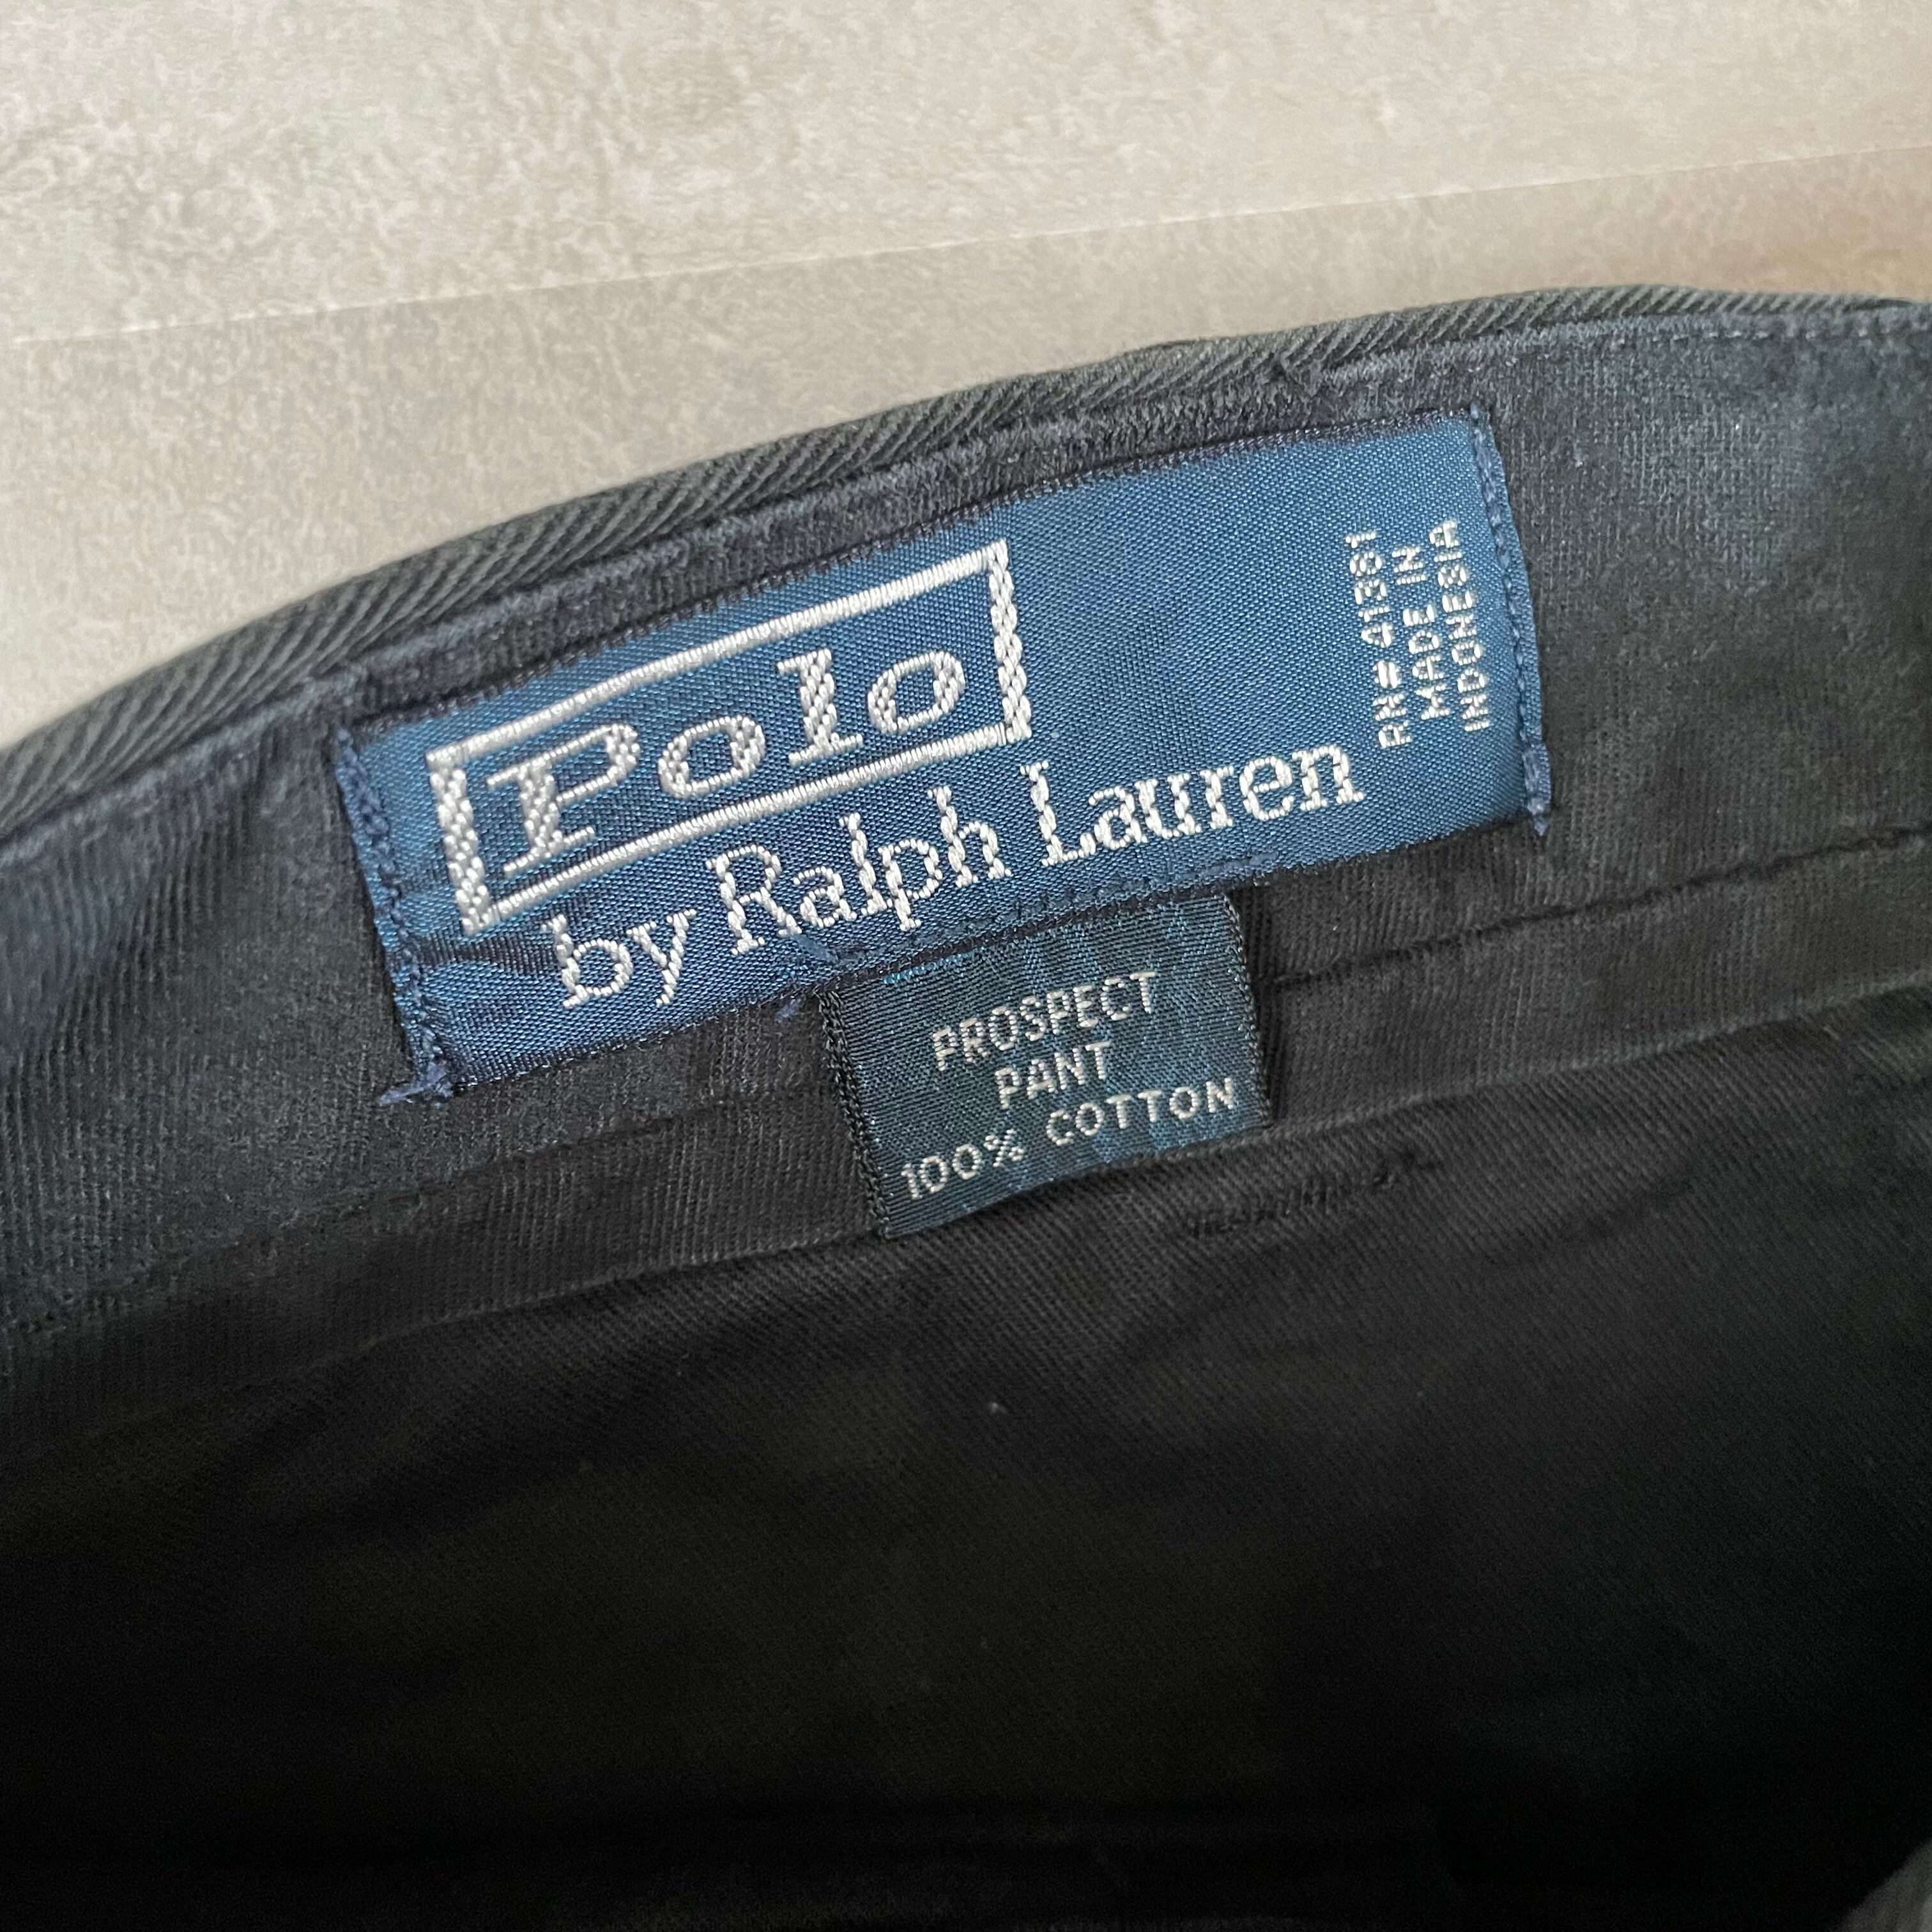 Polo
by Ralph Lauren
RN=41381
MADE IN
INDONESIA
PROSPECT
PANT
100% COTTON